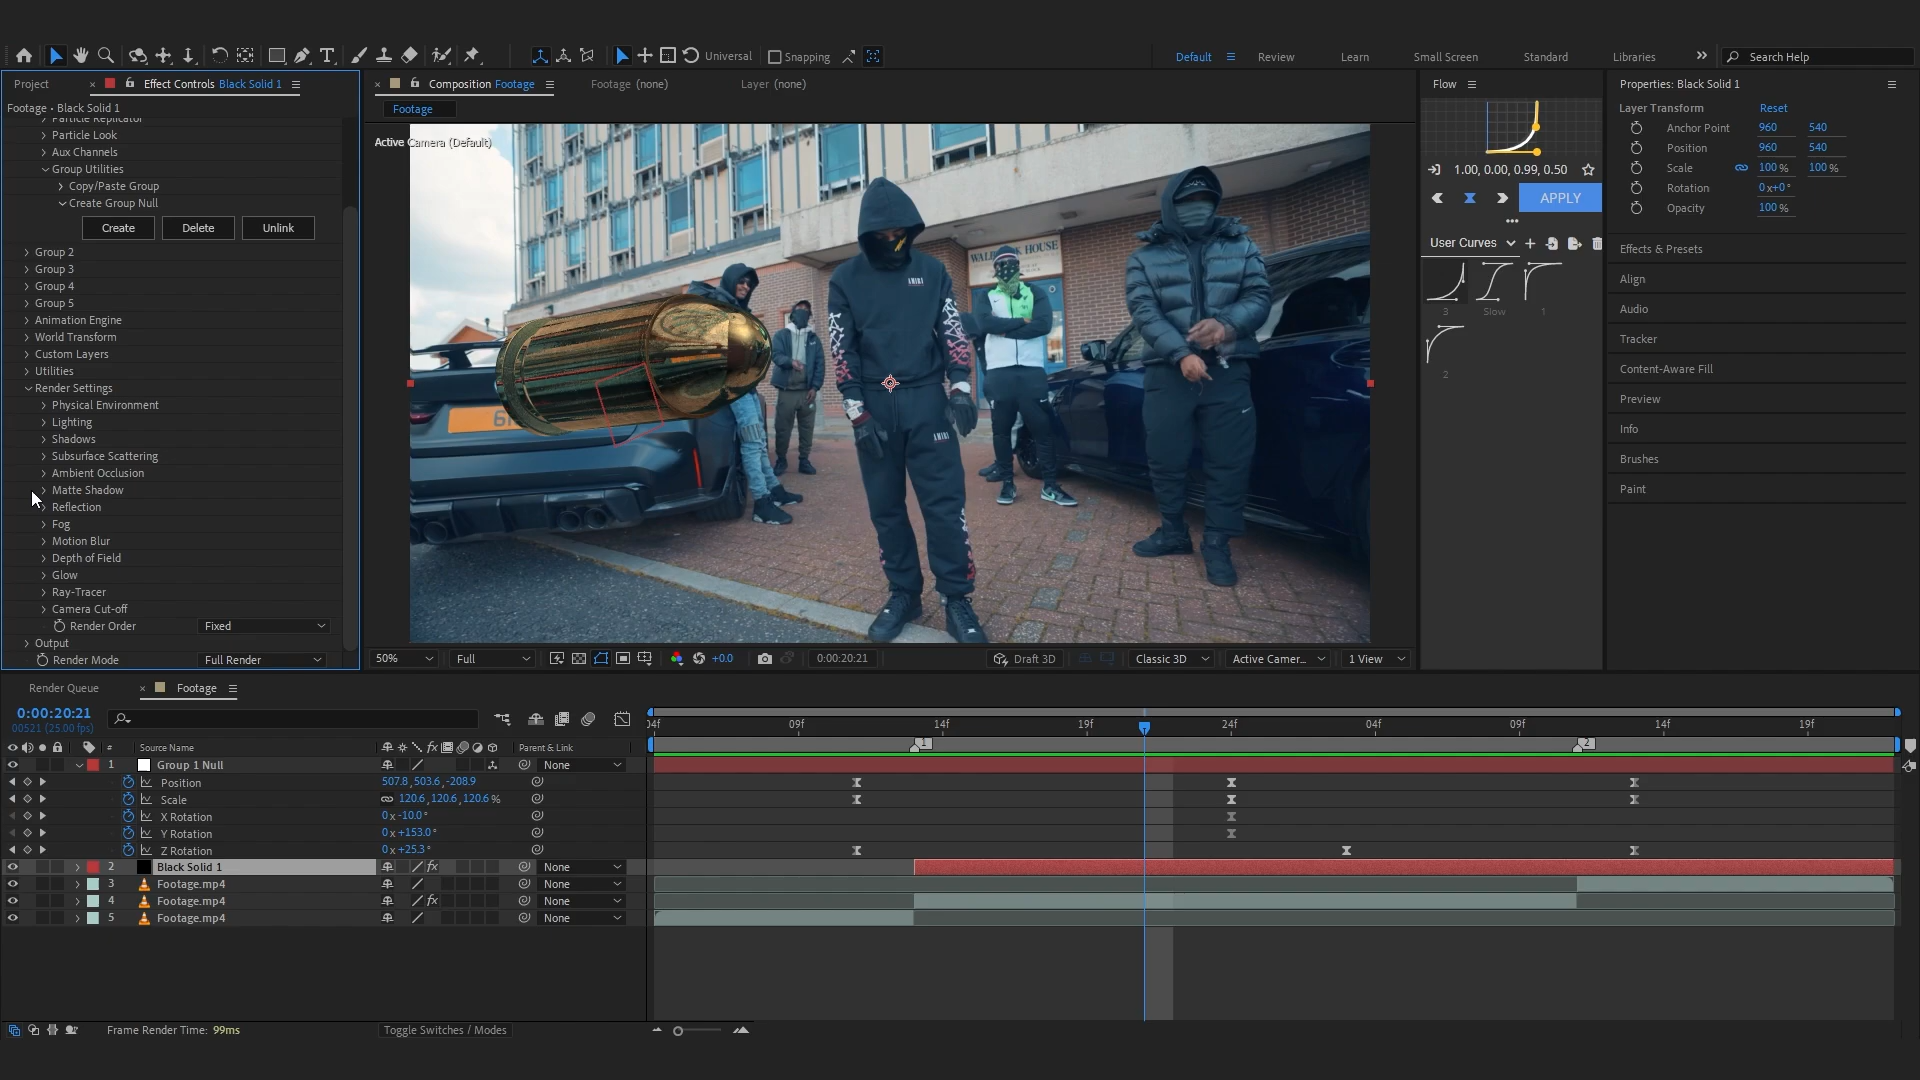 Universal
Snapping
Default
Review
Learn
Small Screen
Standard
Libraries
Search Help
Project
Effect Controls Black Solid 1
Composition Footage
Footage (none)
Layer (none)
Flow
Properties: Black Solid 1
Footage • Black Solid 1
Footage
Particle Replicator
Particle Look
Aux Channels
Group Utilities
Copy/Paste Group
Create Group Null
Create
Delete
Unlink
Group 2
Group 3
Group 4
Group 5
Animation Engine
World Transform
Custom Layers
Utilities
Render Settings
Physical Environment
Lighting
Shadows
Subsurface Scattering
Ambient Occlusion
Matte Shadow
Reflection
Fog
Motion Blur
Depth of Field
Glow
Ray-Tracer
Camera Cut-off
Render Order Fixed
Output
Render Mode Full Render
Active Camera (Default)
AMIRI
AMIRI
50% Full +0.0 0:00:20:21 Draft 3D Classic 3D Active Camer... 1 View
1.00, 0.00, 0.99, 0.50
APPLY
User Curves
3
Slow
1
2
Layer Transform Reset
Anchor Point 960 540
Position 960 540
Scale 100 % 100 %
Rotation 0x+0°
Opacity 100 %
Effects & Presets
Align
Audio
Tracker
Content-Aware Fill
Preview
Info
Brushes
Paint
Render Queue
Footage
0:00:20:21
00521 (25.00 fps)
04f 09f 14f 19f 24f 04f 09f 14f 19f
1 2
# Source Name Parent & Link
1 Group 1 Null None
Position 507.8,503.6,-208.9
Scale 120.6,120.6,120.6 %
X Rotation 0x-10.0°
Y Rotation 0x+153.0°
Z Rotation 0x+25.3°
2 Black Solid 1 fx None
3 Footage.mp4 None
4 Footage.mp4 fx None
5 Footage.mp4 None
Frame Render Time: 99ms
Toggle Switches / Modes